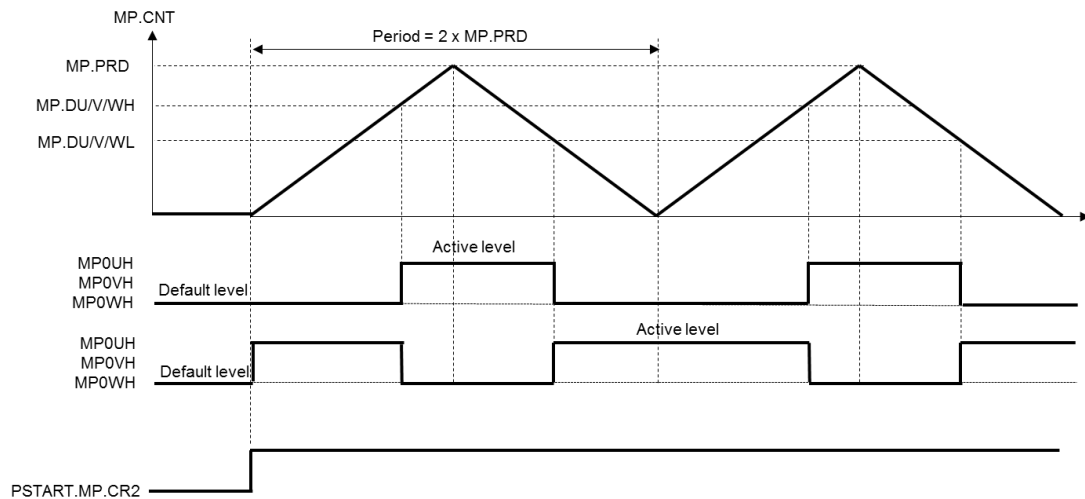 MP.CNT
Period = 2 x MP.PRD
MP.PRD
MP.DU/V/WH
MP.DU/V/WL
Active level
MP0UH
MP0VH
MP0WH
Default level
Active level
MP0UH
MP0VH
MP0WH
Default level
PSTART.MP.CR2